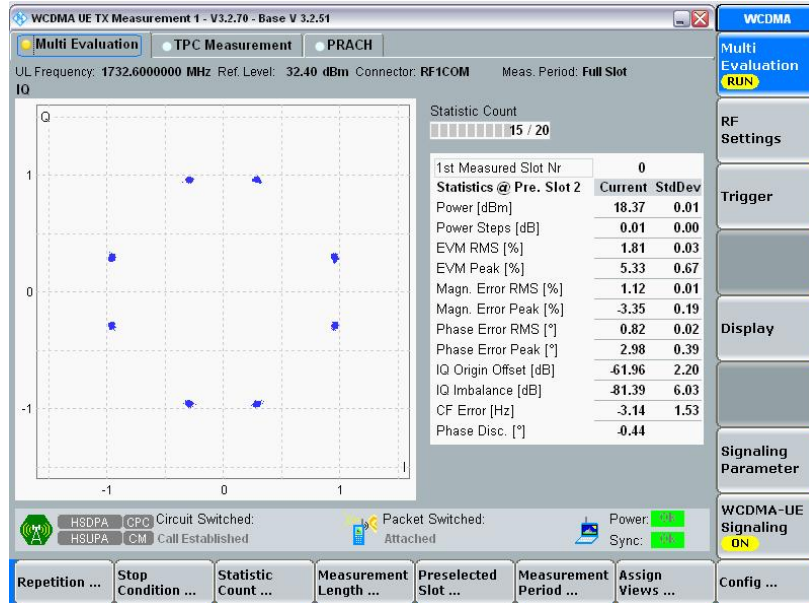 WCDMA UE TX Measurement 1 - V3.2.70 - Base V 3.2.51
WCDMA
Multi Evaluation
TPC Measurement
PRACH
Multi Evaluation
RUN
UL Frequency: 1732.6000000 MHz Ref. Level: 32.40 dBm Connector: RF1COM Meas. Period: Full Slot
IQ
Q
1
0
-1
-1
0
1
I
Statistic Count
15 / 20
1st Measured Slot Nr 0
Statistics @ Pre. Slot 2 Current StdDev
Power [dBm] 18.37 0.01
Power Steps [dB] 0.01 0.00
EVM RMS [%] 1.81 0.03
EVM Peak [%] 5.33 0.67
Magn. Error RMS [%] 1.12 0.01
Magn. Error Peak [%] -3.35 0.19
Phase Error RMS [°] 0.82 0.02
Phase Error Peak [°] 2.98 0.39
IQ Origin Offset [dB] -61.96 2.20
IQ Imbalance [dB] -81.39 6.03
CF Error [Hz] -3.14 1.53
Phase Disc. [°] -0.44
RF
Settings
Trigger
Display
Signaling
Parameter
WCDMA-UE
Signaling
ON
Config ...
HSDPA CPC Circuit Switched:
HSUPA CM Call Established
Packet Switched:
Attached
Power: OK
Sync: OK
Repetition ...
Stop
Condition ...
Statistic
Count ...
Measurement
Length ...
Preselected
Slot ...
Measurement
Period ...
Assign
Views ...